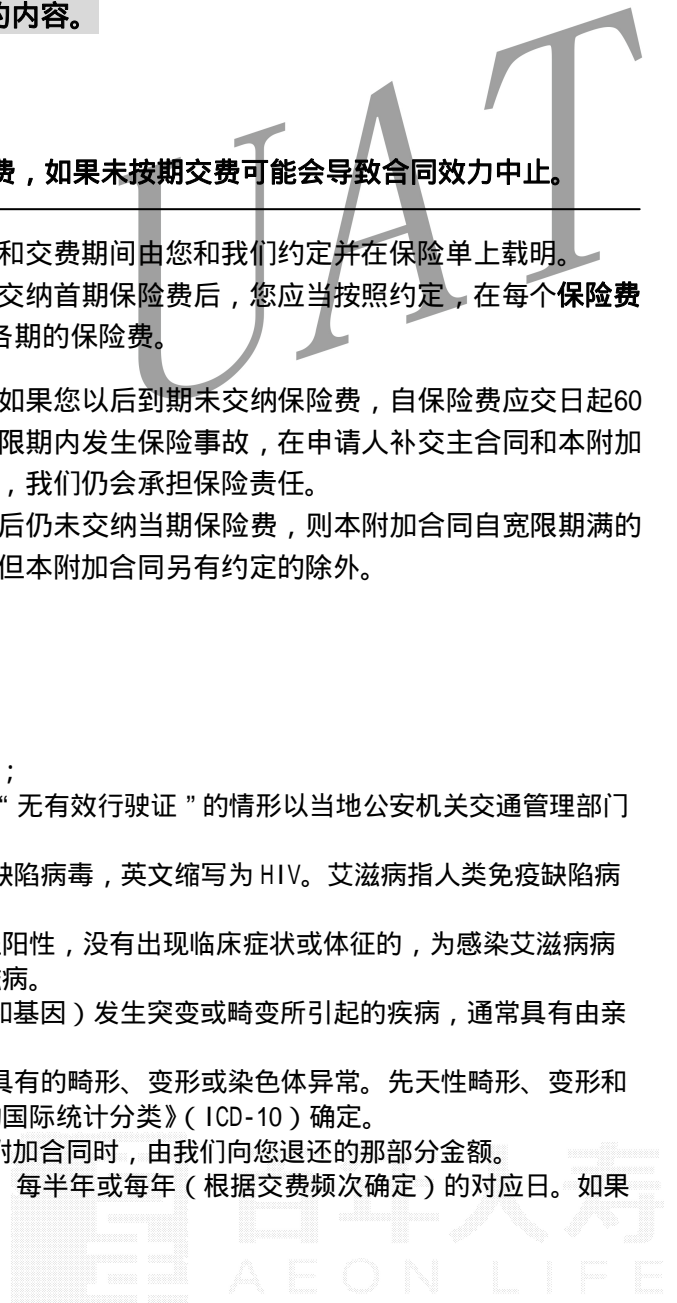 的内容。
UAT
费，如果未按期交费可能会导致合同效力中止。
和交费期间由您和我们约定并在保险单上载明。
交纳首期保险费后，您应当按照约定，在每个保险费
各期的保险费。
如果您以后到期未交纳保险费，自保险费应交日起60
限期内发生保险事故，在申请人补交主合同和本附加
，我们仍会承担保险责任。
后仍未交纳当期保险费，则本附加合同自宽限期满的
但本附加合同另有约定的除外。
；
“无有效行驶证”的情形以当地公安机关交通管理部门
缺陷病毒，英文缩写为HIV。艾滋病指人类免疫缺陷病
阳性，没有出现临床症状或体征的，为感染艾滋病病
病。
和基因）发生突变或畸变所引起的疾病，通常具有由亲
具有的畸形、变形或染色体异常。先天性畸形、变形和
国际统计分类》（ICD-10）确定。
附加合同时，由我们向您退还的那部分金额。
每半年或每年（根据交费频次确定）的对应日。如果
百年人寿
AEON LIFE